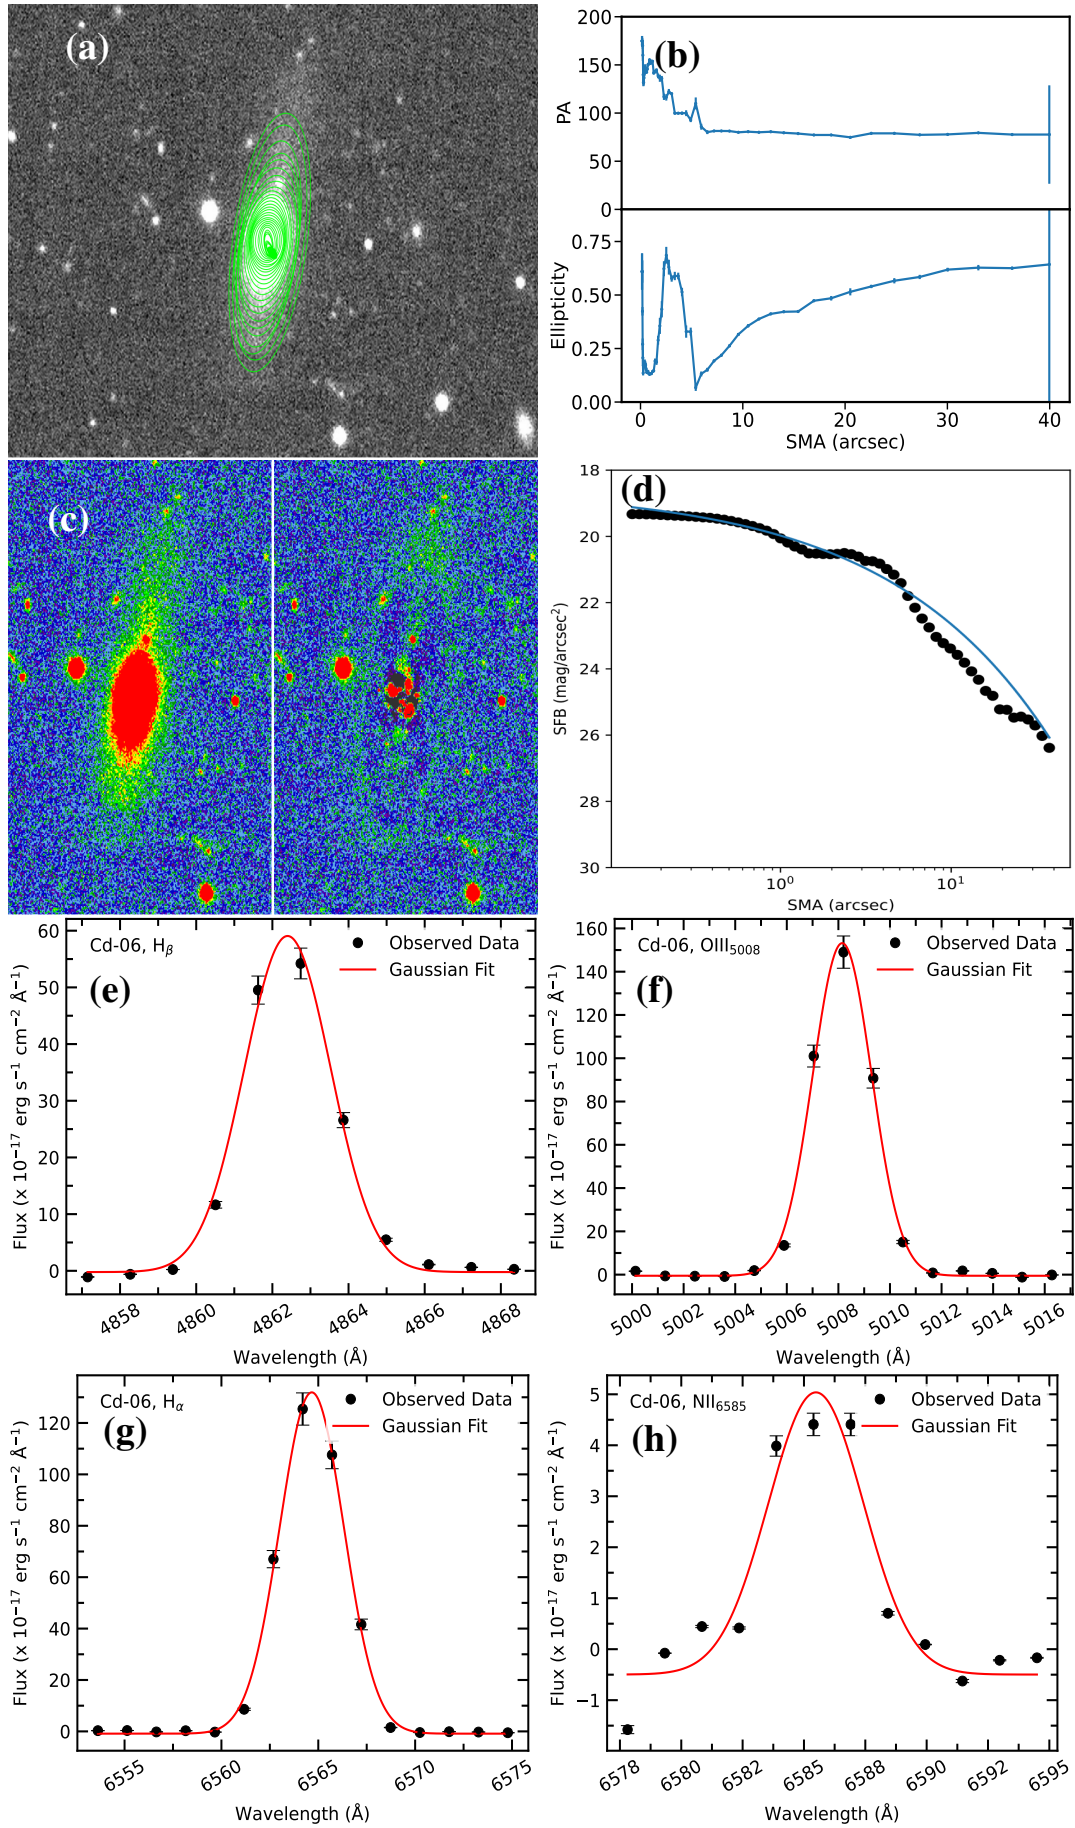 (a)
(b)
200
150
100
50
0
PA
0.75
0.50
0.25
0.00
Ellipticity
0 10 20 30 40
SMA (arcsec)
(c)
(d)
18
20
22
24
26
28
30
SFB (mag/arcsec²)
10⁰ 10¹
SMA (arcsec)
(e)
Cd-06, Hᵦ
Observed Data
Gaussian Fit
60
50
40
30
20
10
0
Flux (x 10⁻¹⁷ erg s⁻¹ cm⁻² Å⁻¹)
4858 4860 4862 4864 4866 4868
Wavelength (Å)
(f)
Cd-06, OIII₅₀₀₈
Observed Data
Gaussian Fit
160
140
120
100
80
60
40
20
0
Flux (x 10⁻¹⁷ erg s⁻¹ cm⁻² Å⁻¹)
5000 5002 5004 5006 5008 5010 5012 5014 5016
Wavelength (Å)
(g)
Cd-06, Hα
Observed Data
Gaussian Fit
120
100
80
60
40
20
0
Flux (x 10⁻¹⁷ erg s⁻¹ cm⁻² Å⁻¹)
6555 6560 6565 6570 6575
Wavelength (Å)
(h)
Cd-06, NII₆₅₈₅
Observed Data
Gaussian Fit
5
4
3
2
1
0
−1
Flux (x 10⁻¹⁷ erg s⁻¹ cm⁻² Å⁻¹)
6578 6580 6582 6585 6588 6590 6592 6595
Wavelength (Å)